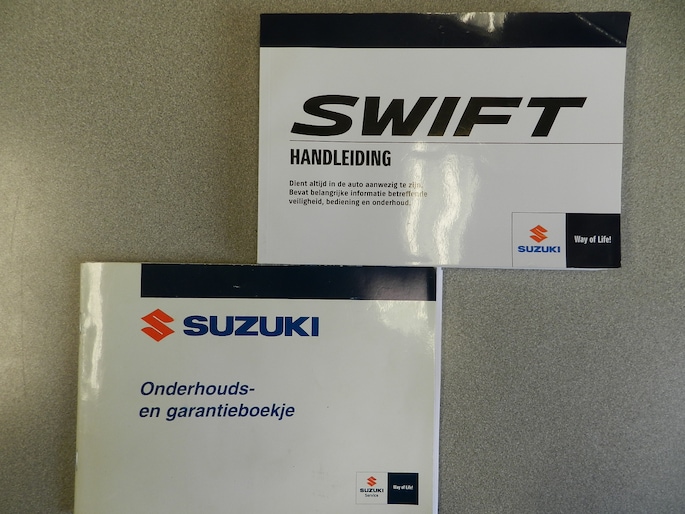 SWIFT
HANDLEIDING
Dient altijd in de auto aanwezig te zijn.
Bevat belangrijke informatie betreffende
veiligheid, bediening en onderhoud.
SUZUKI
Way of Life!
SUZUKI
Onderhouds-
en garantieboekje
SUZUKI
Service
Way of Life!